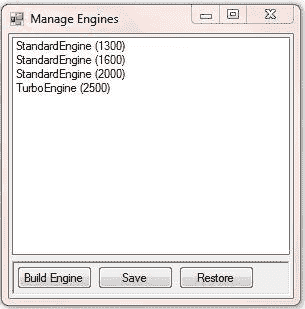 Manage Engines
StandardEngine (1300)
StandardEngine (1600)
StandardEngine (2000)
TurboEngine (2500)
Build Engine Save Restore